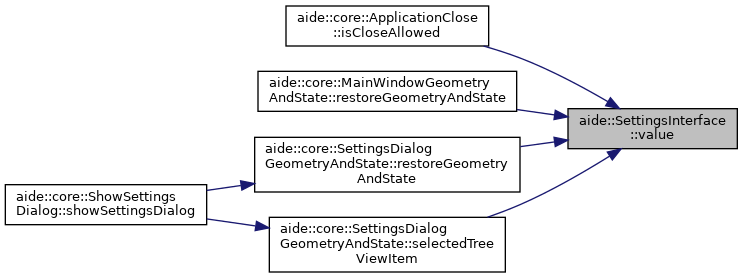 aide::core::ApplicationClose
::isCloseAllowed
aide::core::MainWindowGeometry
AndState::restoreGeometryAndState
aide::SettingsInterface
::value
aide::core::SettingsDialog
GeometryAndState::restoreGeometry
AndState
aide::core::ShowSettings
Dialog::showSettingsDialog
aide::core::SettingsDialog
GeometryAndState::selectedTree
ViewItem